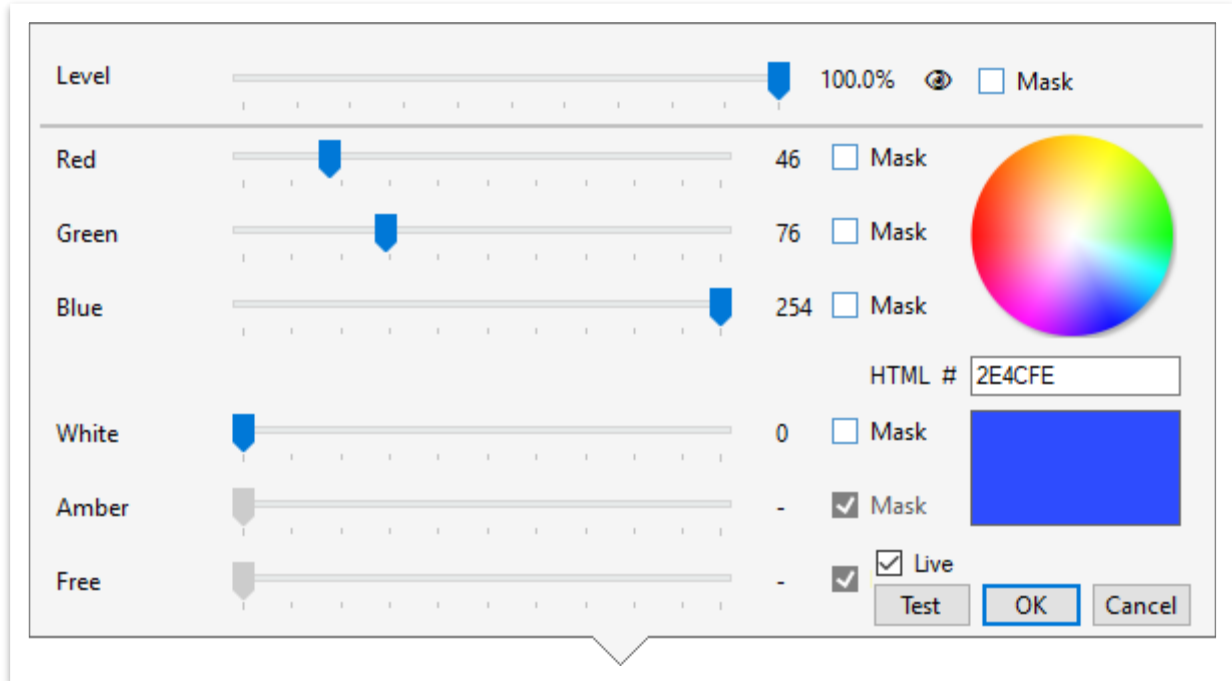 Level 100.0% Mask
Red 46 Mask
Green 76 Mask
Blue 254 Mask
HTML # 2E4CFE
White 0 Mask
Amber - Mask
Free -
Live
Test OK Cancel